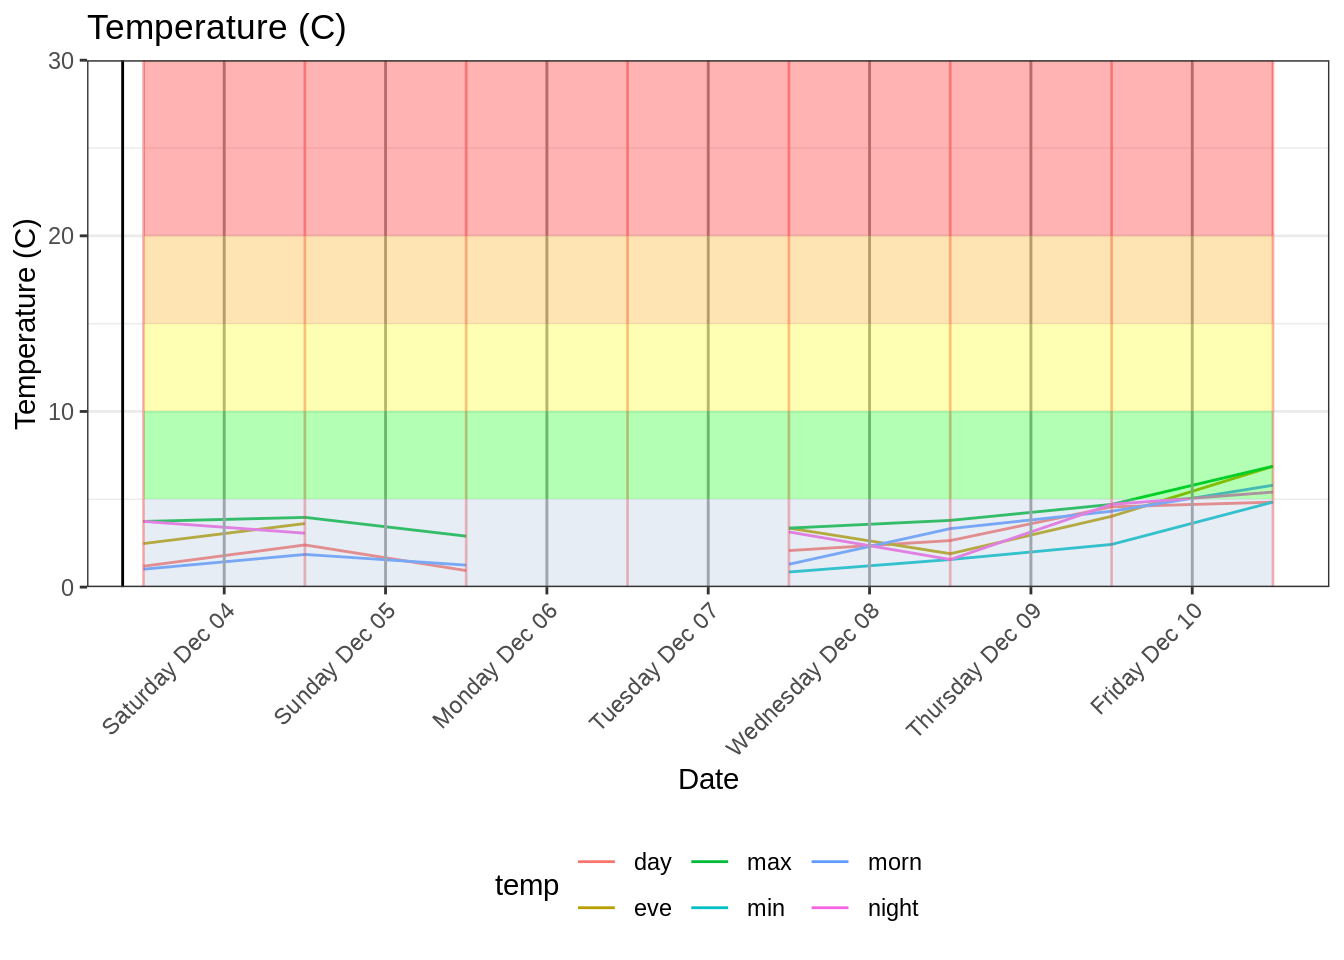 Temperature (C)
30
20
10
0
Temperature (C)
Saturday Dec 04
Sunday Dec 05
Monday Dec 06
Tuesday Dec 07
Wednesday Dec 08
Thursday Dec 09
Friday Dec 10
Date
temp
day max morn
eve min night